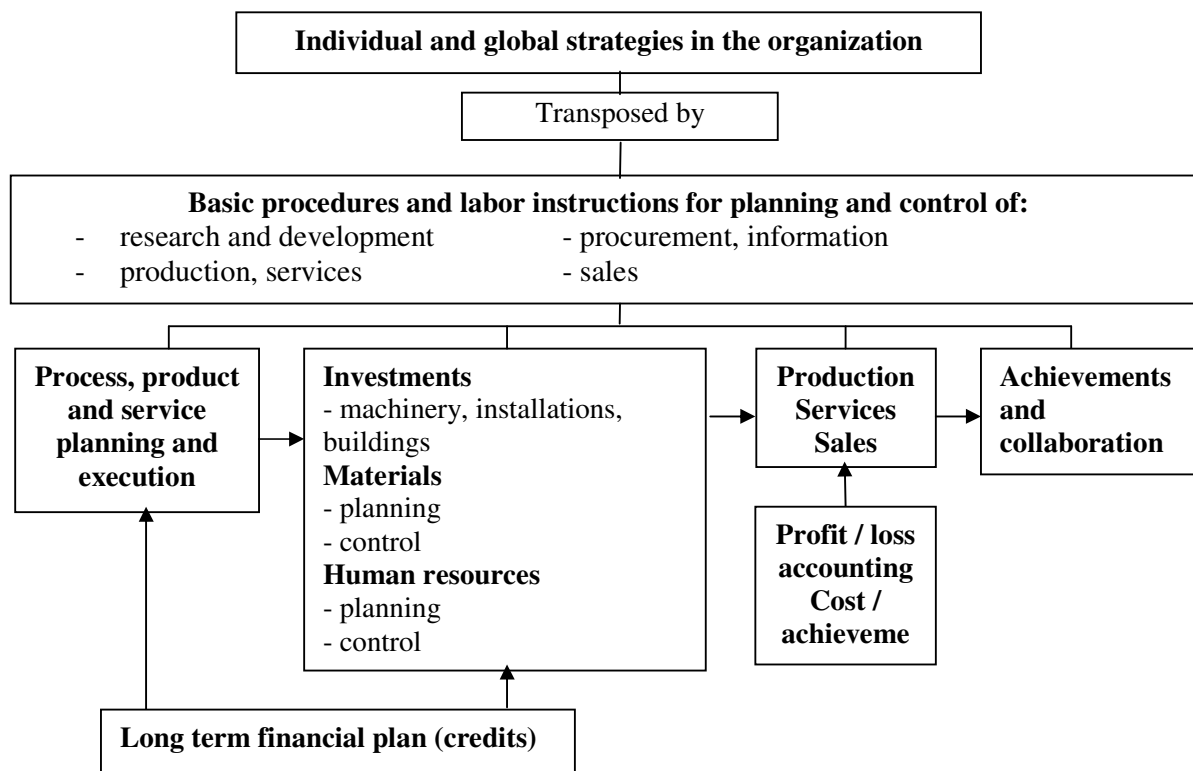 Individual and global strategies in the organization
Transposed by
Basic procedures and labor instructions for planning and control of:
- research and development - procurement, information
- production, services - sales
Process, product
and service
planning and
execution
Investments
- machinery, installations,
buildings
Materials
- planning
- control
Human resources
- planning
- control
Production
Services
Sales
Achievements
and
collaboration
Profit / loss
accounting
Cost /
achieveme
Long term financial plan (credits)